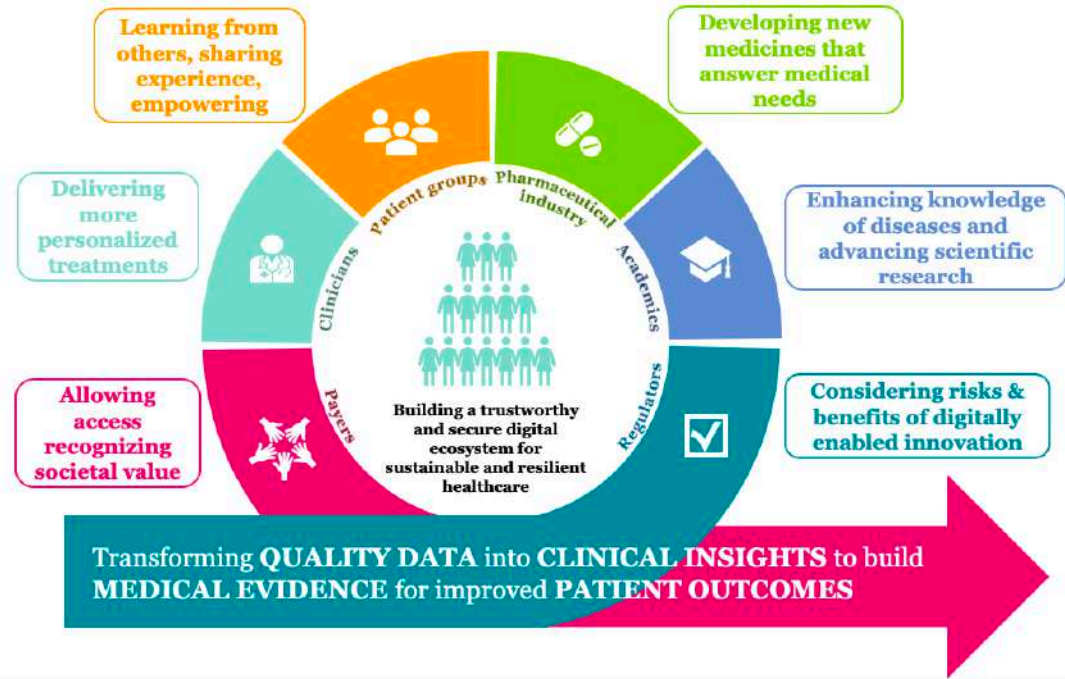 Learning from
others, sharing
experience,
empowering
Developing new
medicines that
answer medical
needs
Delivering
more
personalized
treatments
Enhancing knowledge
of diseases and
advancing scientific
research
Allowing
access
recognizing
societal value
Considering risks &
benefits of digitally
enabled innovation
Payers
Clinicians
Patient groups
Pharmaceutical
industry
Academics
Regulators
Building a trustworthy
and secure digital
ecosystem for
sustainable and resilient
healthcare
Transforming QUALITY DATA into CLINICAL INSIGHTS to build
MEDICAL EVIDENCE for improved PATIENT OUTCOMES